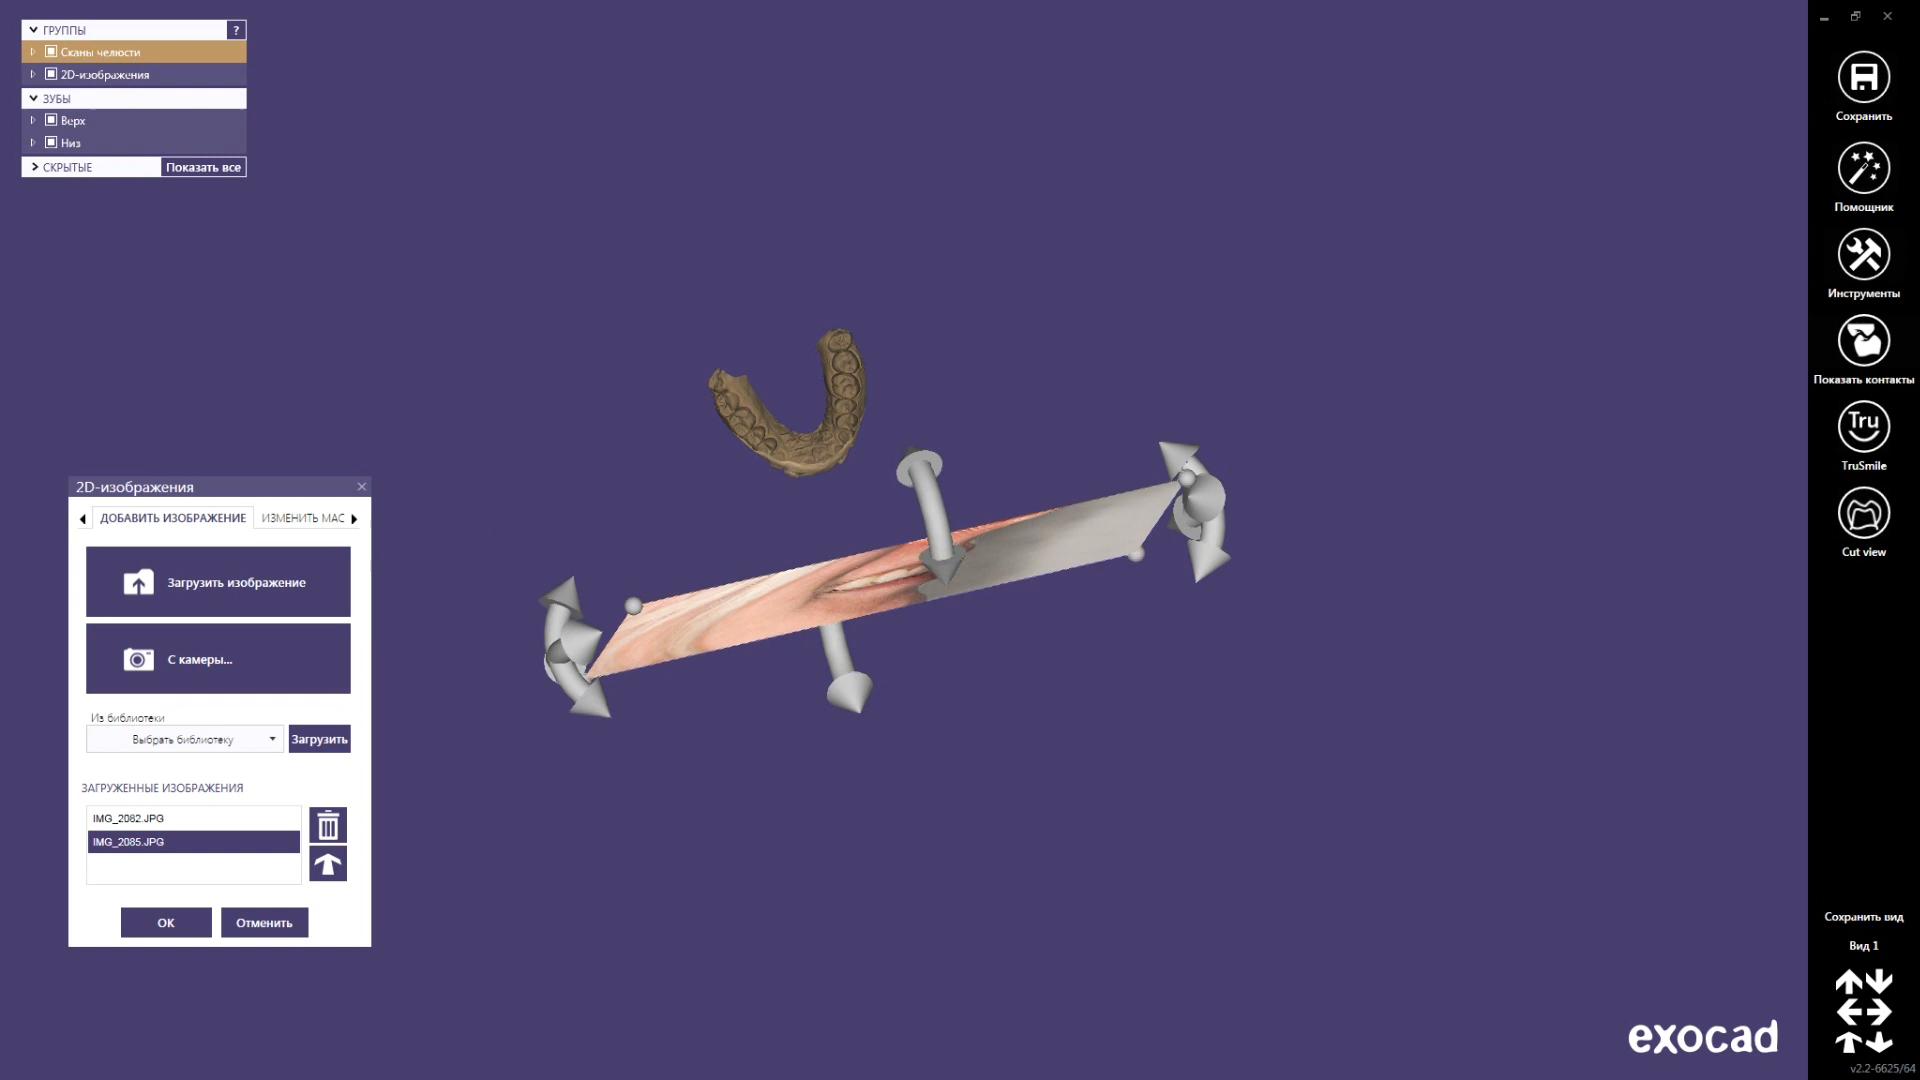 ГРУППЫ ?
Сканы челюсти
2D-изображения
ЗУБЫ
Верх
Низ
СКРЫТЫЕ Показать все
2D-изображения
ДОБАВИТЬ ИЗОБРАЖЕНИЕ ИЗМЕНИТЬ МАС
Загрузить изображение
С камеры...
Из библиотеки
Выбрать библиотеку Загрузить
ЗАГРУЖЕННЫЕ ИЗОБРАЖЕНИЯ
IMG_2082.JPG
IMG_2085.JPG
OK Отменить
Сохранить
Помощник
Инструменты
Показать контакты
Tru
TruSmile
Cut view
Сохранить вид
Вид 1
exocad
v2.2-6625/64